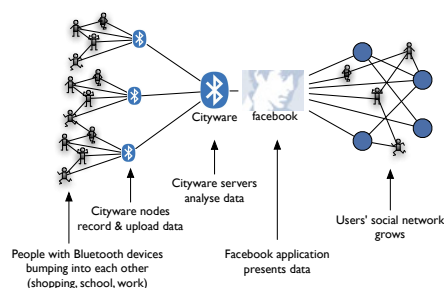 Cityware
facebook
Cityware servers
analyse data
Cityware nodes
record & upload data
Users' social network
grows
People with Bluetooth devices
bumping into each other
(shopping, school, work)
Facebook application
presents data